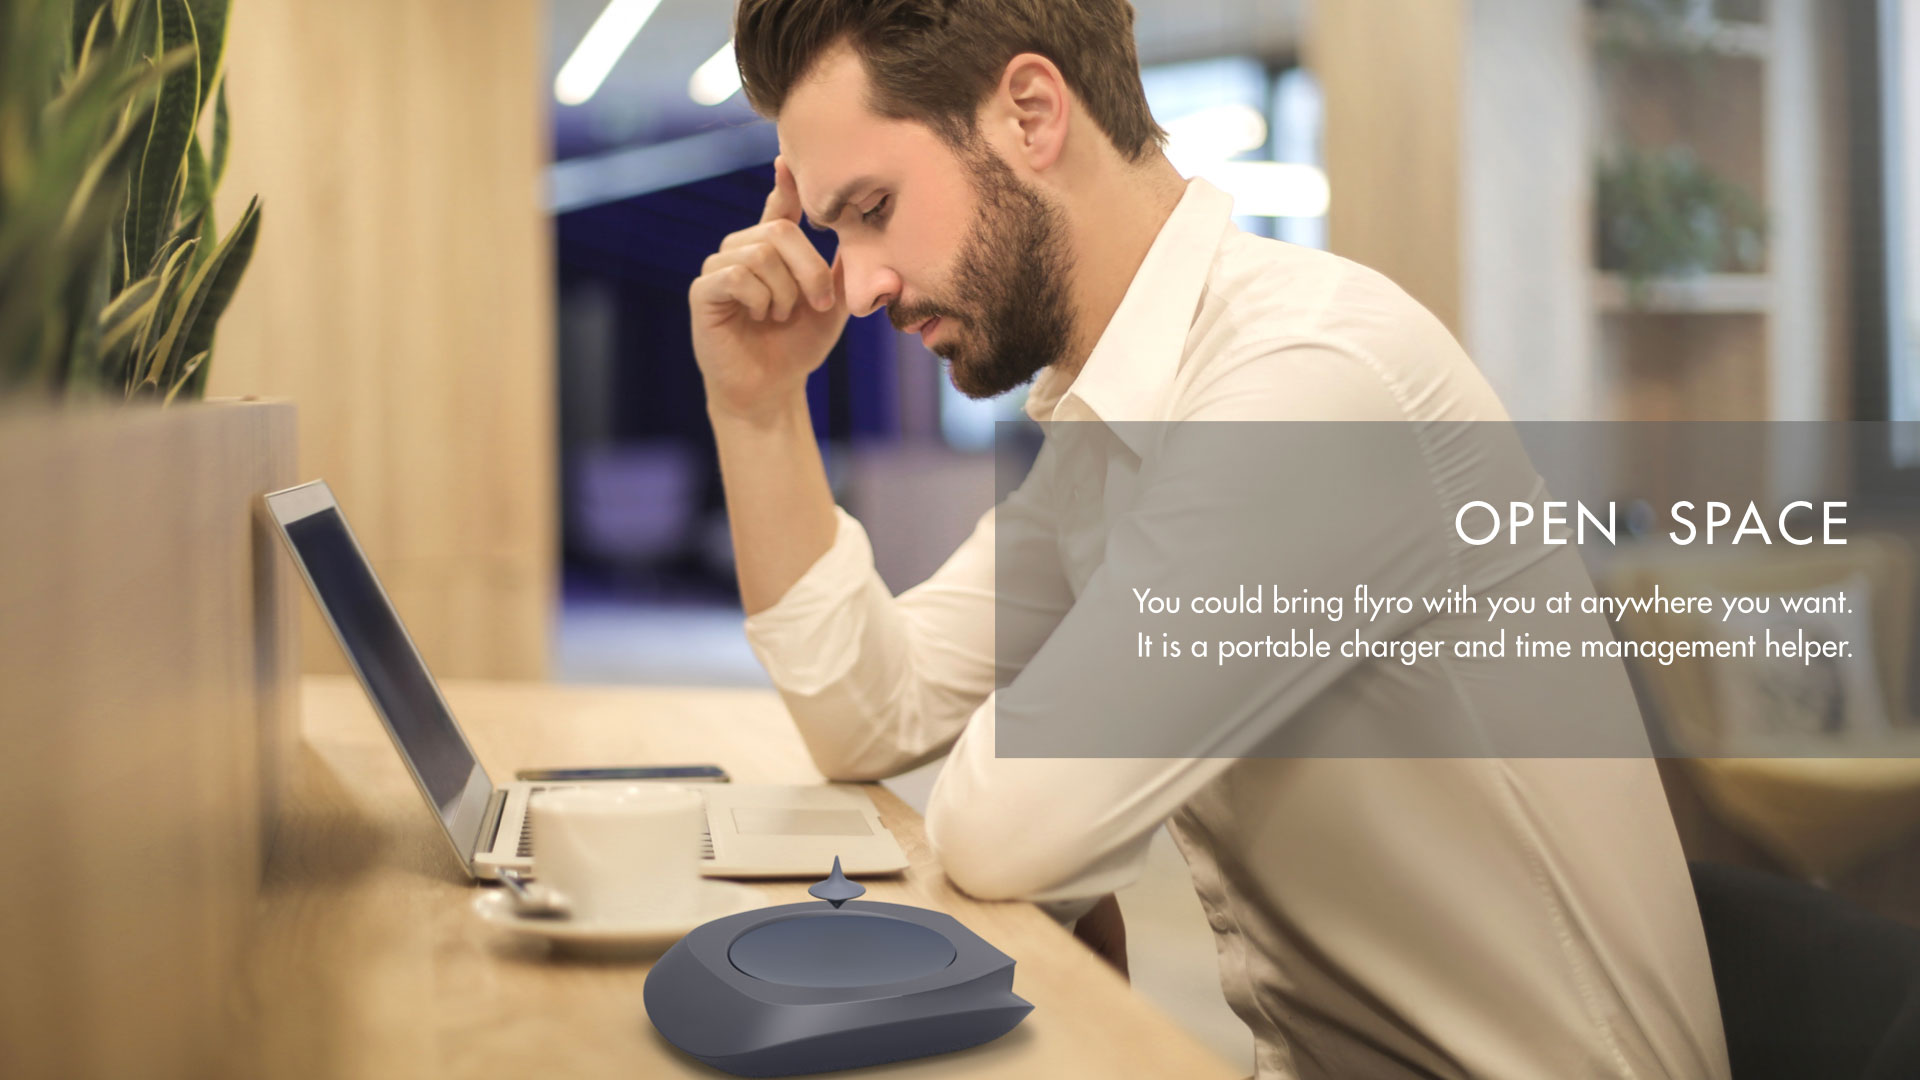 OPEN SPACE
You could bring flyro with you at anywhere you want.
It is a portable charger and time management helper.